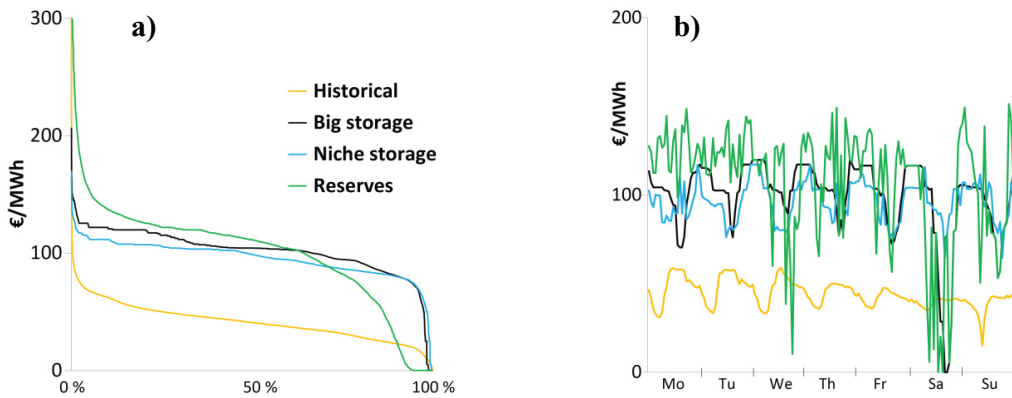 a)
€/MWh
300
200
100
0
0 %
50 %
100 %
Historical
Big storage
Niche storage
Reserves
b)
€/MWh
200
100
0
Mo
Tu
We
Th
Fr
Sa
Su